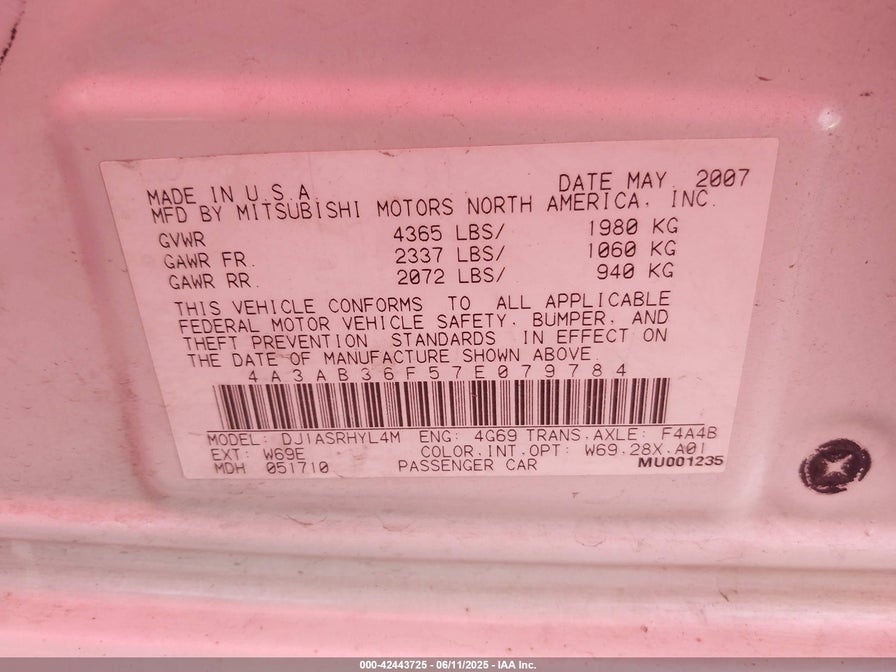 MADE IN U.S.A. DATE MAY, 2007
MFD BY MITSUBISHI MOTORS NORTH AMERICA, INC.
GVWR 4365 LBS/ 1980 KG
GAWR FR. 2337 LBS/ 1060 KG
GAWR RR. 2072 LBS/ 940 KG
THIS VEHICLE CONFORMS TO ALL APPLICABLE
FEDERAL MOTOR VEHICLE SAFETY, BUMPER, AND
THEFT PREVENTION STANDARDS IN EFFECT ON
THE DATE OF MANUFACTURE SHOWN ABOVE.
4A3AB36F57E079784
MODEL: DJ1ASRHYL4M ENG: 4G69 TRANS.AXLE: F4A4B
EXT: W69E COLOR.INT.OPT: W69.28X.A01
MDH 051710 PASSENGER CAR MU001235
000-42443725 - 06/11/2025 - IAA Inc.